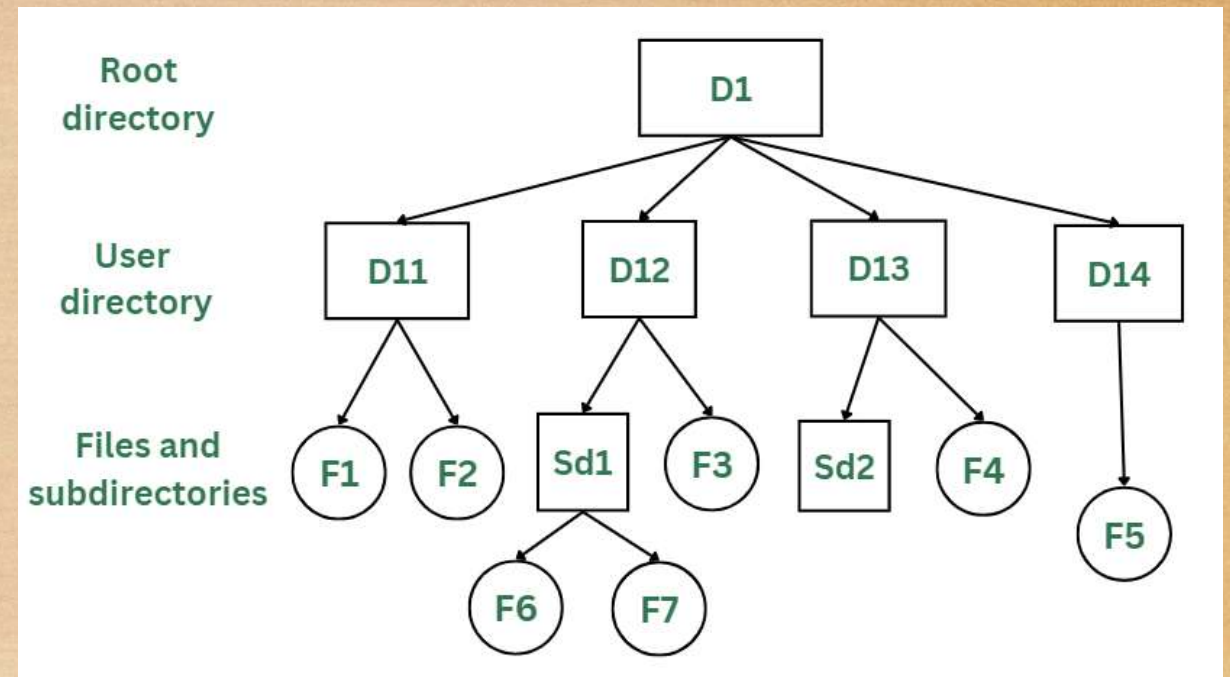 Root
directory
D1
User
directory
D11
D12
D13
D14
Files and
subdirectories
F1
F2
Sd1
F3
Sd2
F4
F5
F6
F7